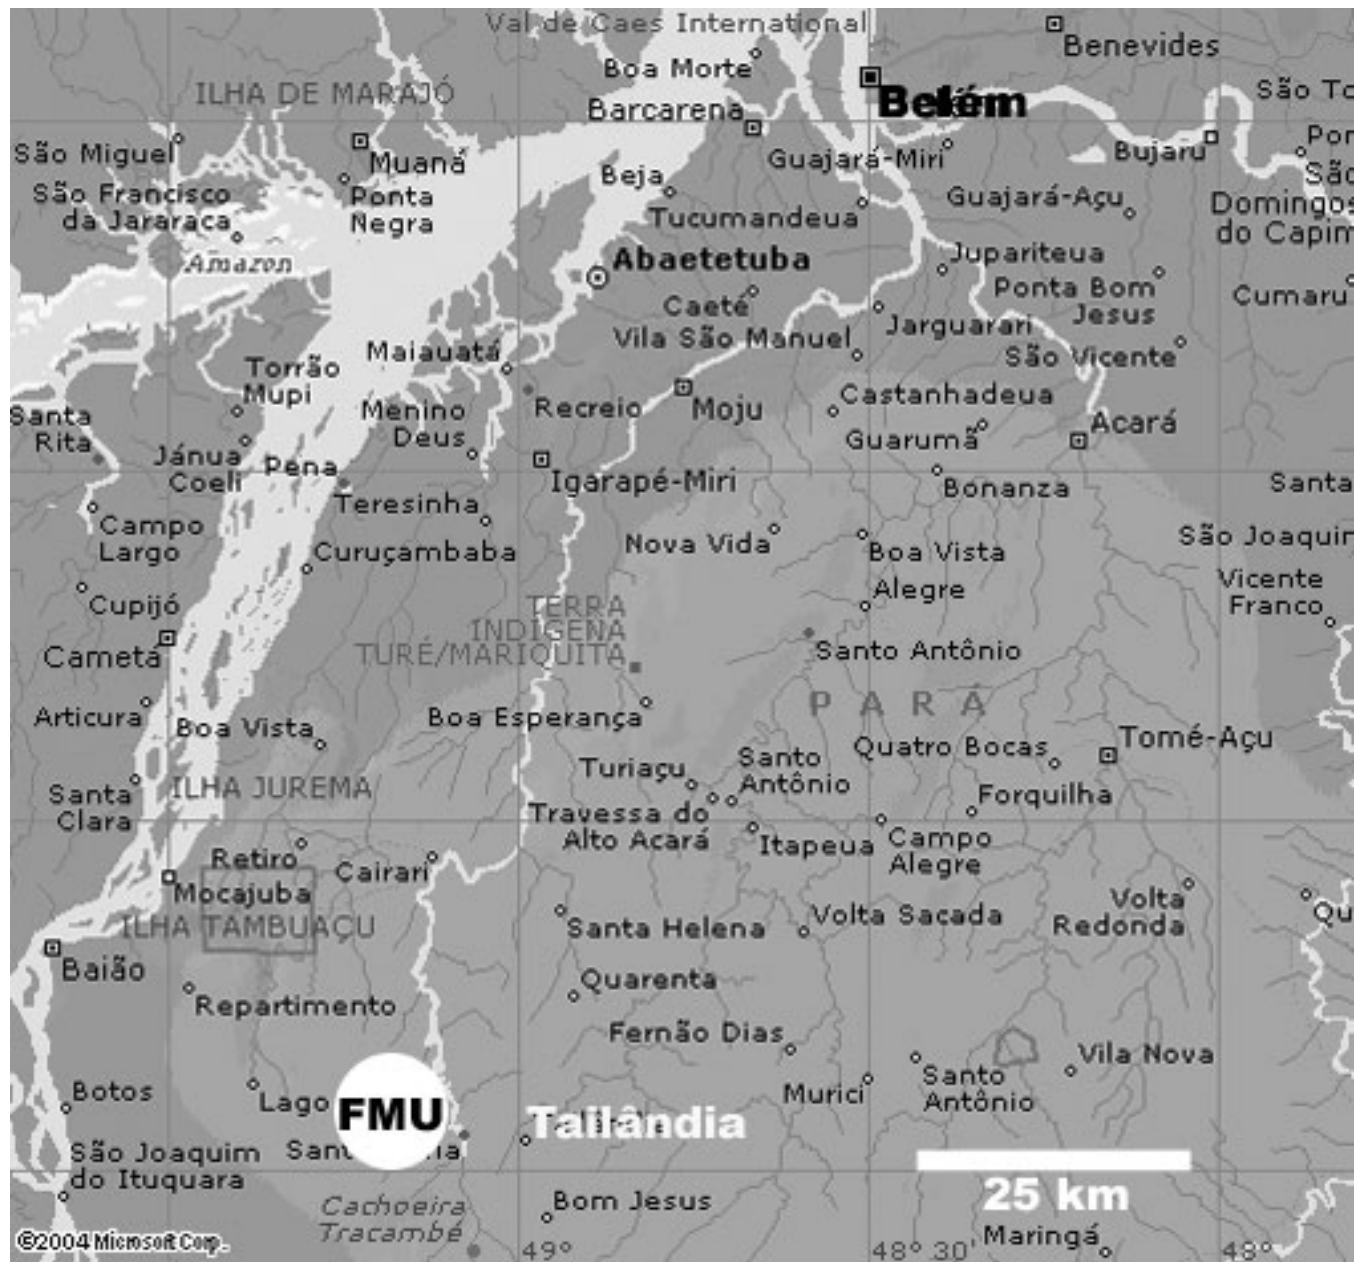 Val de Caes International
Benevides
Boa Morte
ILHA DE MARAJÓ
Belém
São To
Barcarena
São Miguel
Muaná
Guajará-Miri
Bujaru
Por
São
São Francisco
da Jararaca
Ponta
Negra
Beja
Tucumandeua
Guajará-Açu
Domingos
do Capim
Amazon
Abaetetuba
Jupariteua
Caeté
Ponta Bom
Jesus
Cumaru
Jarguarari
Vila São Manuel
São Vicente
Maiauatá
Torrão
Mupi
Santa
Rita
Menino
Deus
Recreio
Moju
Castanhadeua
Acará
Guarumã
Jánua
Coeli
Pena
Igarapé-Miri
Bonanza
Santa
Teresinha
Campo
Largo
Curuçambaba
Nova Vida
Boa Vista
São Joaquim
Alegre
Vicente
Franco
Cupijó
TERRA
INDÍGENA
TURÉ/MARIQUITA
Cametá
Santo Antônio
PARÁ
Articura
Boa Vista
Boa Esperança
Quatro Bocas
Tomé-Açu
Turiaçu
Santo
Antônio
Santa
Clara
ILHA JUREMA
Forquilha
Travessa do
Alto Acará
Itapeua
Campo
Alegre
Retiro
Cairari
Mocajuba
Volta
Redonda
Qu
ILHA TAMBUAÇU
Santa Helena
Volta Sacada
Baião
Quarenta
Repartimento
Fernão Dias
Vila Nova
Botos
Lago
FMU
Tailândia
Murici
Santo
Antônio
São Joaquim
do Ituquara
25 km
Cachoeira
Tracambé
Bom Jesus
Maringá
©2004 Microsoft Corp.
49°
48° 30'
48°